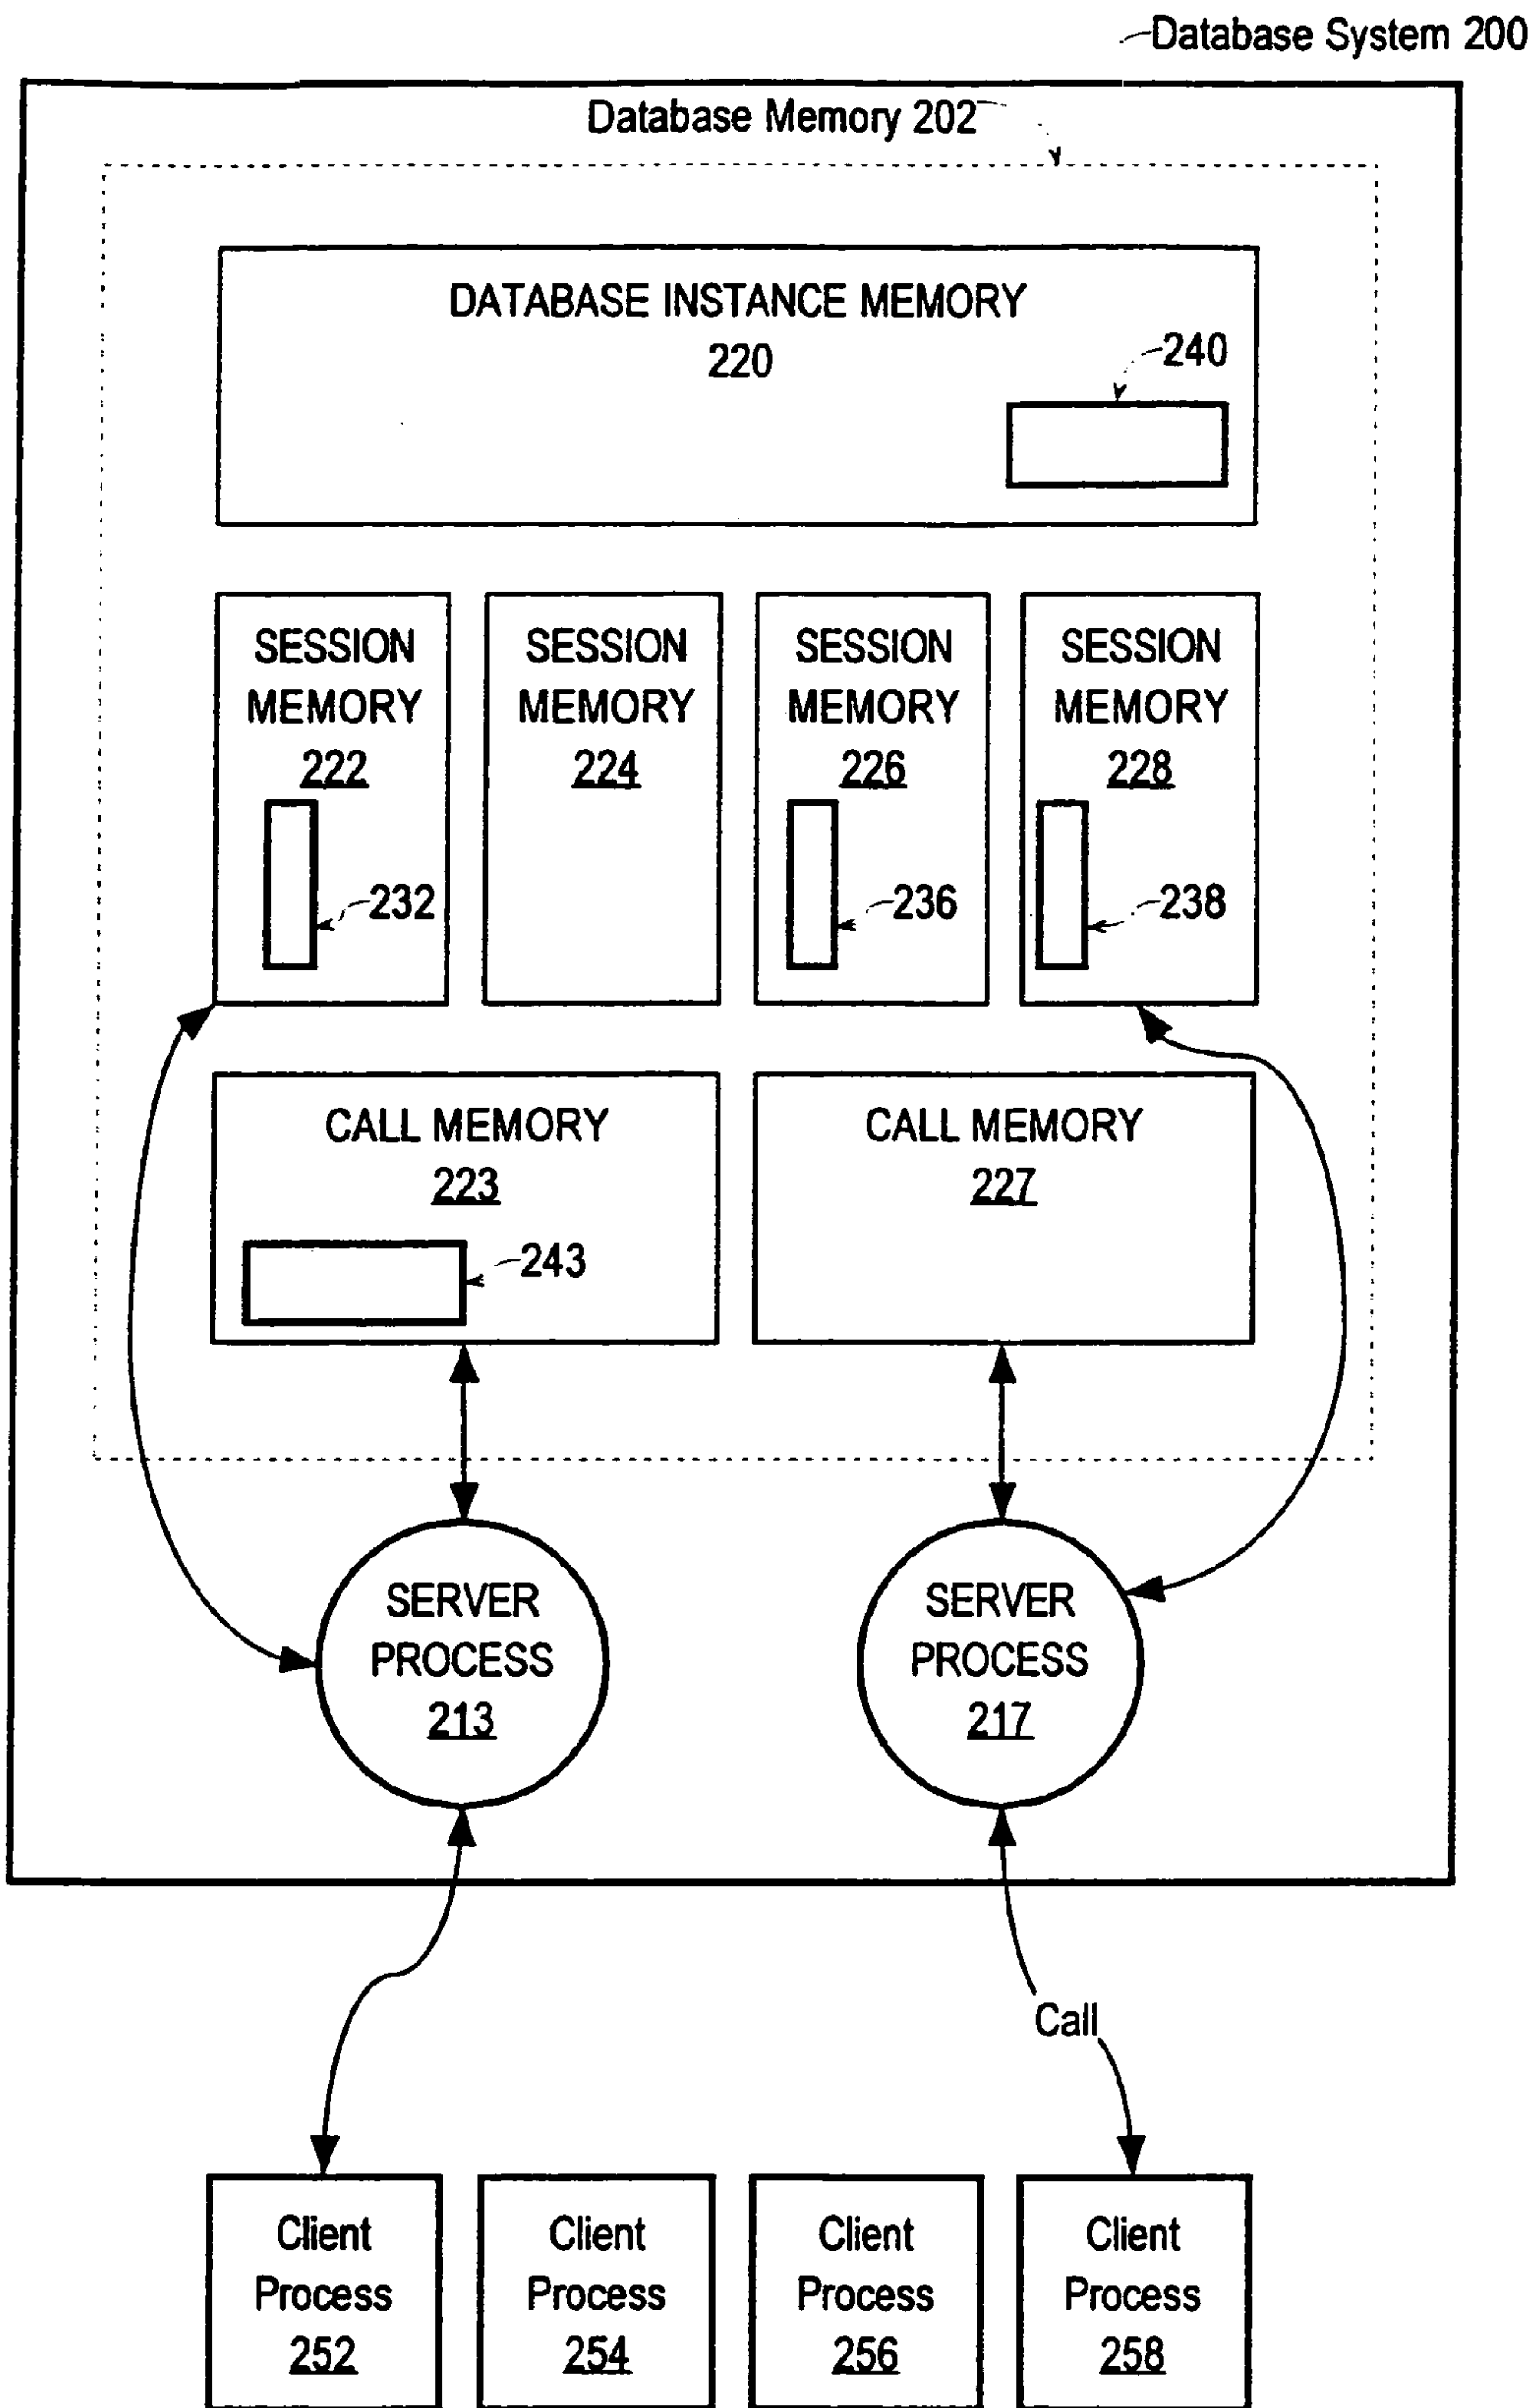 Database System 200
Database Memory 202
DATABASE INSTANCE MEMORY
220
240
SESSION
MEMORY
222
232
SESSION
MEMORY
224
SESSION
MEMORY
226
236
SESSION
MEMORY
228
238
CALL MEMORY
223
243
CALL MEMORY
227
SERVER
PROCESS
213
SERVER
PROCESS
217
Call
Client
Process
252
Client
Process
254
Client
Process
256
Client
Process
258